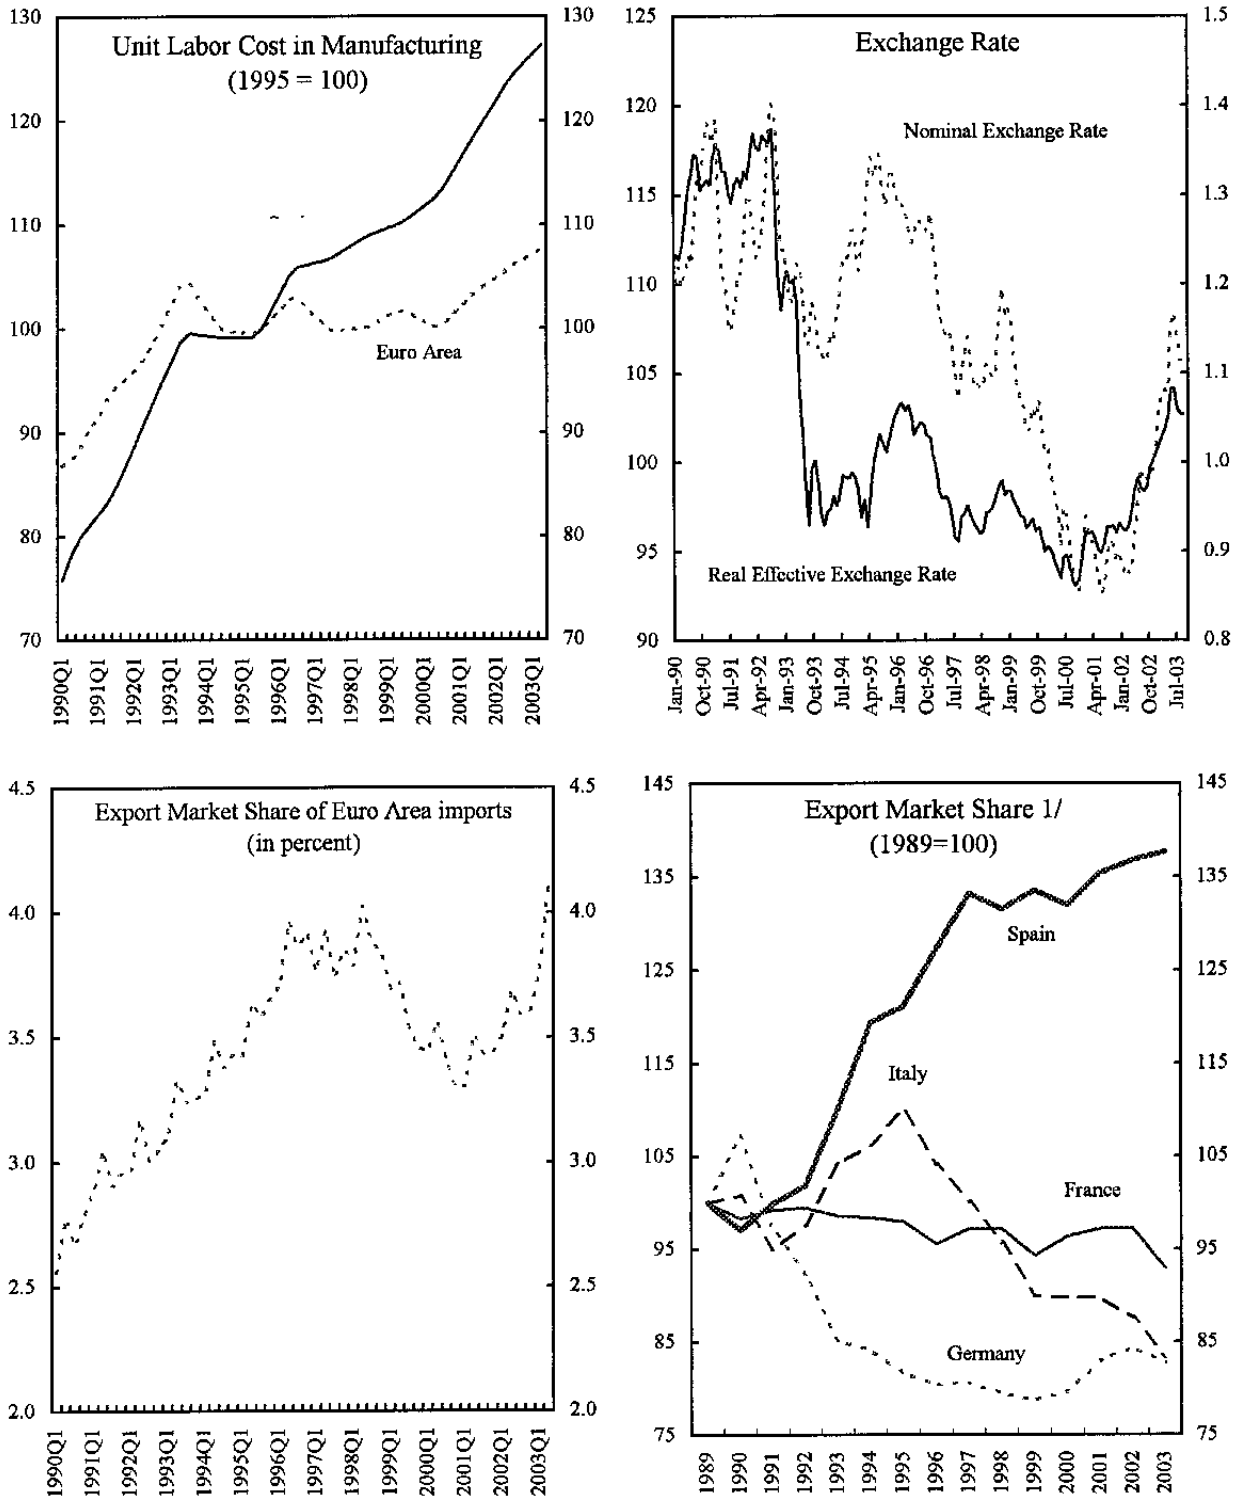 130
120
110
100
90
80
70
Unit Labor Cost in Manufacturing
(1995 = 100)
Euro Area
130
120
110
100
90
80
70
1990Q1
1991Q1
1992Q1
1993Q1
1994Q1
1995Q1
1996Q1
1997Q1
1998Q1
1999Q1
2000Q1
2001Q1
2002Q1
2003Q1
125
120
115
110
105
100
95
90
Exchange Rate
Nominal Exchange Rate
Real Effective Exchange Rate
1.5
1.4
1.3
1.2
1.1
1.0
0.9
0.8
Jan-90
Oct-90
Jul-91
Apr-92
Jan-93
Oct-93
Jul-94
Apr-95
Jan-96
Oct-96
Jul-97
Apr-98
Jan-99
Oct-99
Jul-00
Apr-01
Jan-02
Oct-02
Jul-03
4.5
4.0
3.5
3.0
2.5
2.0
Export Market Share of Euro Area imports
(in percent)
4.5
4.0
3.5
3.0
2.5
2.0
1990Q1
1991Q1
1992Q1
1993Q1
1994Q1
1995Q1
1996Q1
1997Q1
1998Q1
1999Q1
2000Q1
2001Q1
2002Q1
2003Q1
145
135
125
115
105
95
85
75
Export Market Share 1/
(1989=100)
Spain
Italy
France
Germany
145
135
125
115
105
95
85
75
1989
1990
1991
1992
1993
1994
1995
1996
1997
1998
1999
2000
2001
2002
2003